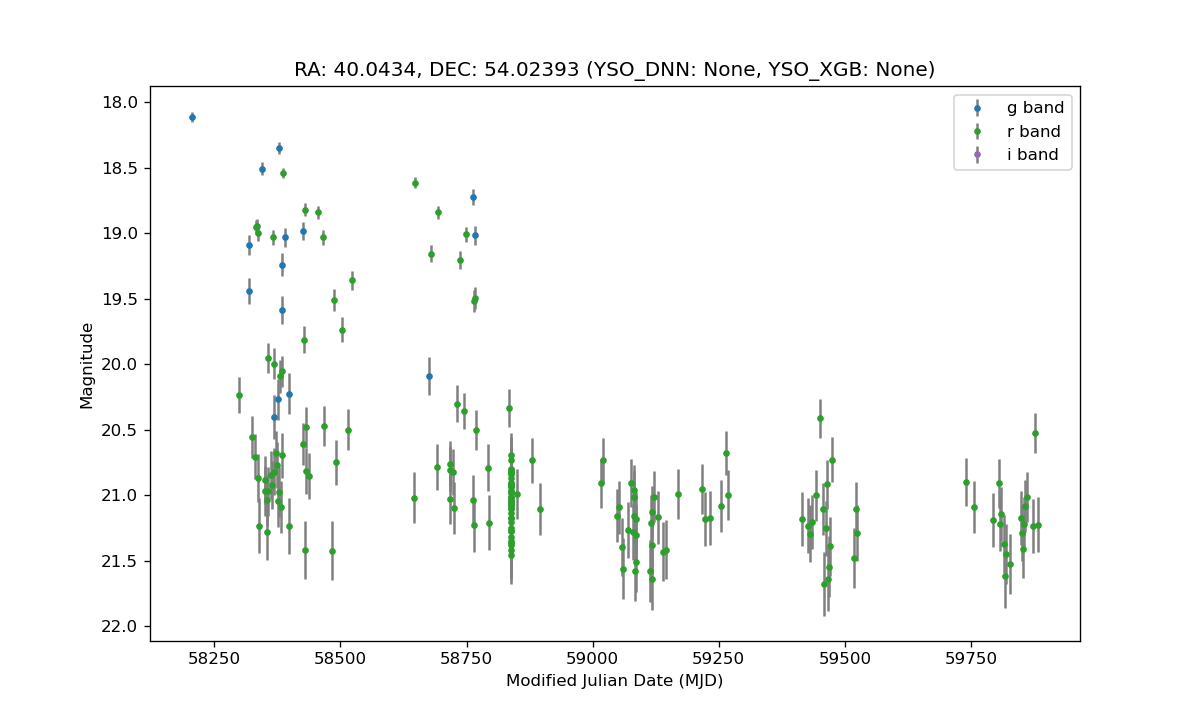 RA: 40.0434, DEC: 54.02393 (YSO_DNN: None, YSO_XGB: None)
g band
r band
i band
Magnitude
18.0
18.5
19.0
19.5
20.0
20.5
21.0
21.5
22.0
58250 58500 58750 59000 59250 59500 59750
Modified Julian Date (MJD)